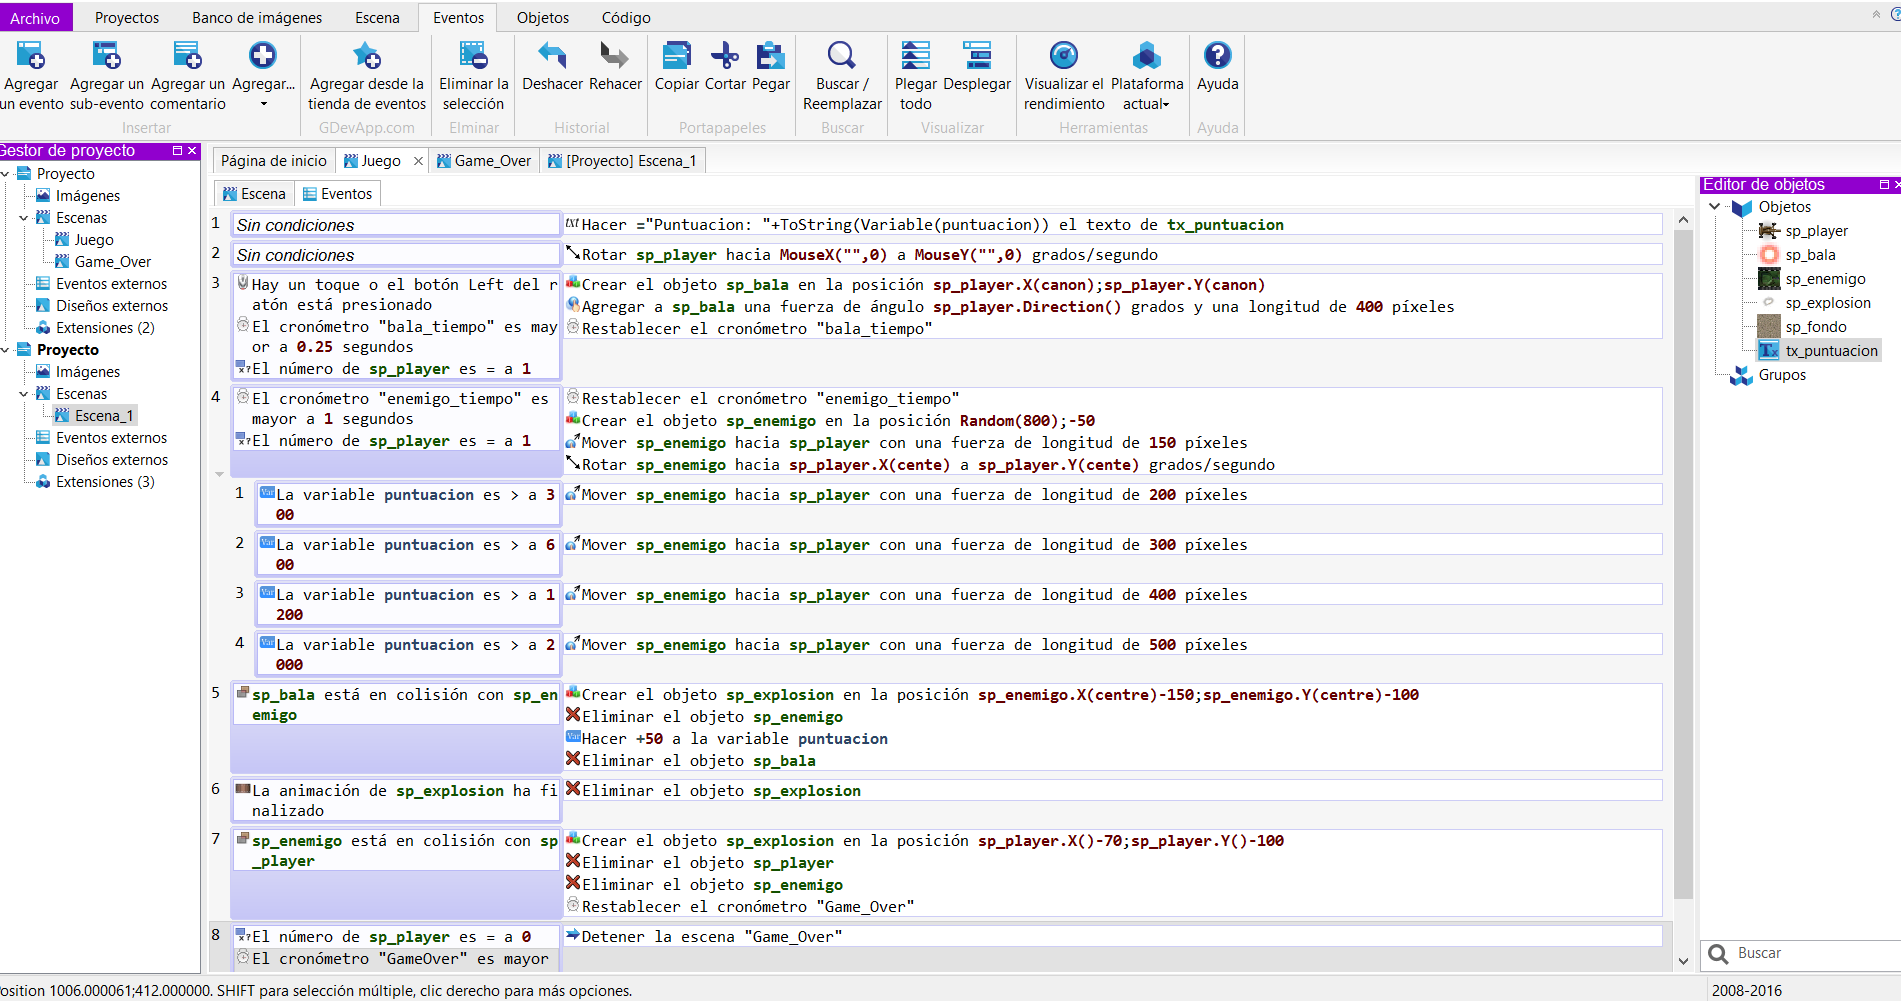 Archivo Proyectos Banco de imágenes Escena Eventos Objetos Código
Agregar un evento
Agregar un sub-evento
Agregar un comentario
Agregar...
Insertar
Agregar desde la tienda de eventos
GDevApp.com
Eliminar la selección
Elminar
Deshacer Rehacer
Historial
Copiar Cortar Pegar
Portapapeles
Buscar / Reemplazar
Buscar
Plegar todo
Desplegar
Visualizar
Visualizar el rendimiento
Plataforma actual
Herramientas
Ayuda
Ayuda
Gestor de proyecto
Proyecto
Imágenes
Escenas
Juego
Game_Over
Eventos externos
Diseños externos
Extensiones (2)
Proyecto
Imágenes
Escenas
Escena_1
Eventos externos
Diseños externos
Extensiones (3)
Página de inicio Juego Game_Over [Proyecto] Escena_1
Escena Eventos
1 Sin condiciones
Hacer ="Puntuacion: "+ToString(Variable(puntuacion)) el texto de tx_puntuacion
2 Sin condiciones
Rotar sp_player hacia MouseX("",0) a MouseY("",0) grados/segundo
3 Hay un toque o el botón Left del r
atón está presionado
El cronómetro "bala_tiempo" es may
or a 0.25 segundos
El número de sp_player es = a 1
Crear el objeto sp_bala en la posición sp_player.X(canon);sp_player.Y(canon)
Agregar a sp_bala una fuerza de ángulo sp_player.Direction() grados y una longitud de 400 píxeles
Restablecer el cronómetro "bala_tiempo"
4 El cronómetro "enemigo_tiempo" es
mayor a 1 segundos
El número de sp_player es = a 1
Restablecer el cronómetro "enemigo_tiempo"
Crear el objeto sp_enemigo en la posición Random(800);-50
Mover sp_enemigo hacia sp_player con una fuerza de longitud de 150 píxeles
Rotar sp_enemigo hacia sp_player.X(cente) a sp_player.Y(cente) grados/segundo
1 La variable puntuacion es > a 3
00
Mover sp_enemigo hacia sp_player con una fuerza de longitud de 200 píxeles
2 La variable puntuacion es > a 6
00
Mover sp_enemigo hacia sp_player con una fuerza de longitud de 300 píxeles
3 La variable puntuacion es > a 1
200
Mover sp_enemigo hacia sp_player con una fuerza de longitud de 400 píxeles
4 La variable puntuacion es > a 2
000
Mover sp_enemigo hacia sp_player con una fuerza de longitud de 500 píxeles
5 sp_bala está en colisión con sp_en
emigo
Crear el objeto sp_explosion en la posición sp_enemigo.X(centre)-150;sp_enemigo.Y(centre)-100
Eliminar el objeto sp_enemigo
Hacer +50 a la variable puntuacion
Eliminar el objeto sp_bala
6 La animación de sp_explosion ha fi
nalizado
Eliminar el objeto sp_explosion
7 sp_enemigo está en colisión con sp
_player
Crear el objeto sp_explosion en la posición sp_player.X()-70;sp_player.Y()-100
Eliminar el objeto sp_player
Eliminar el objeto sp_enemigo
Restablecer el cronómetro "Game_Over"
8 El número de sp_player es = a 0
El cronómetro "GameOver" es mayor
Detener la escena "Game_Over"
Editor de objetos
Objetos
sp_player
sp_bala
sp_enemigo
sp_explosion
sp_fondo
tx_puntuacion
Grupos
Buscar
osition 1006.000061;412.000000. SHIFT para selección múltiple, clic derecho para más opciones.
2008-2016